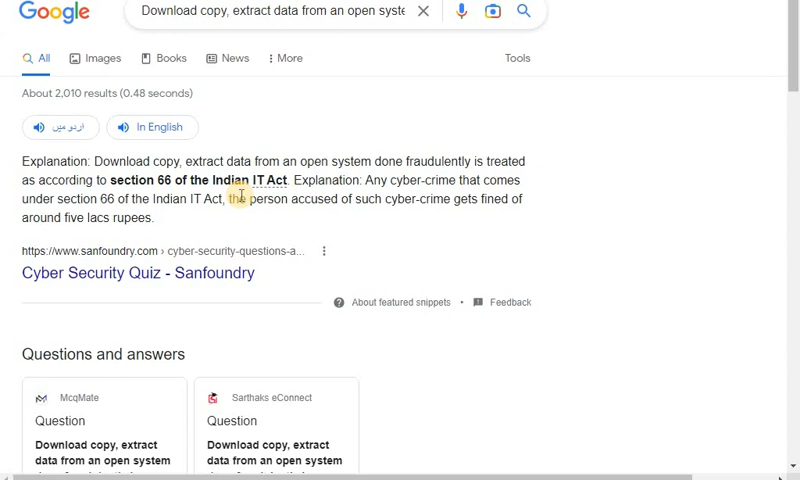 Google
Download copy, extract data from an open syste
All
Images
Books
News
More
Tools
About 2,010 results (0.48 seconds)
اردو میں
In English
Explanation: Download copy, extract data from an open system done fraudulently is treated
as according to section 66 of the Indian IT Act. Explanation: Any cyber-crime that comes
under section 66 of the Indian IT Act, the person accused of such cyber-crime gets fined of
around five lacs rupees.
https://www.sanfoundry.com › cyber-security-questions-a...
Cyber Security Quiz - Sanfoundry
About featured snippets • Feedback
Questions and answers
McqMate
Sarthaks eConnect
Question
Question
Download copy, extract
Download copy, extract
data from an open system
data from an open system